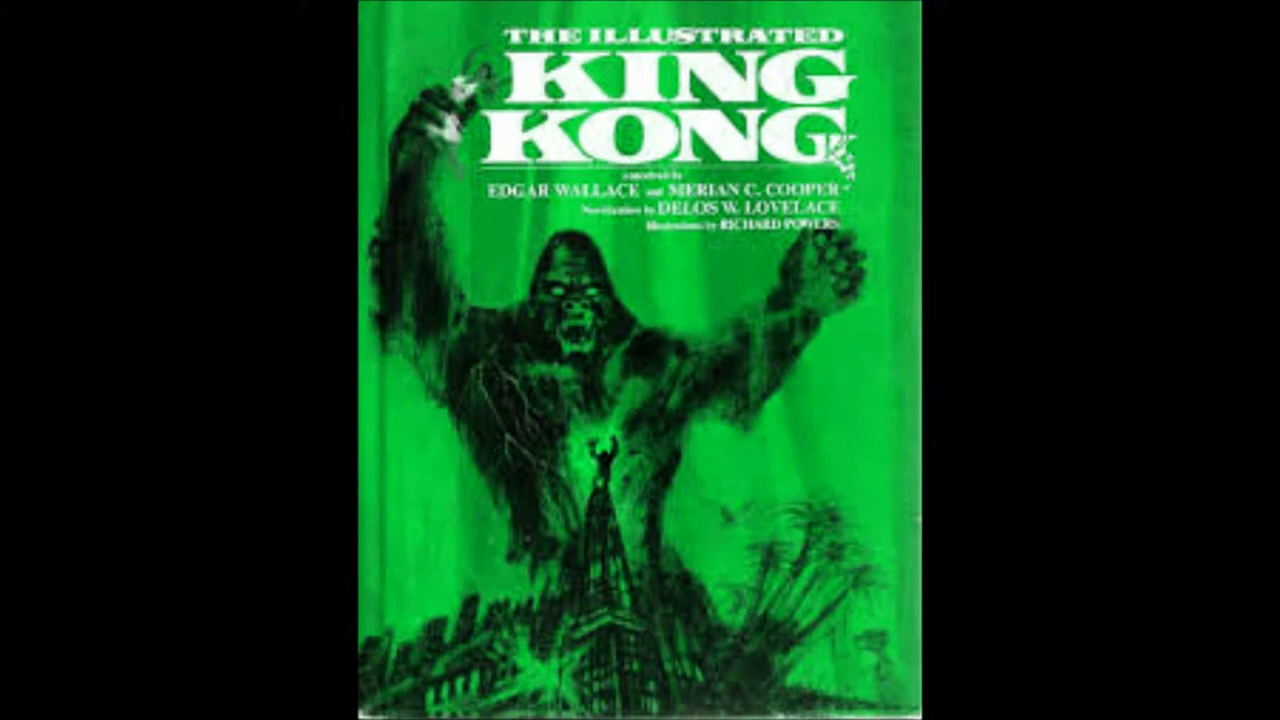 THE ILLUSTRATED
KING
KONG
conceived by
EDGAR WALLACE and MERIAN C. COOPER
Novelization by DELOS W. LOVELACE
Illustrations by RICHARD POWERS